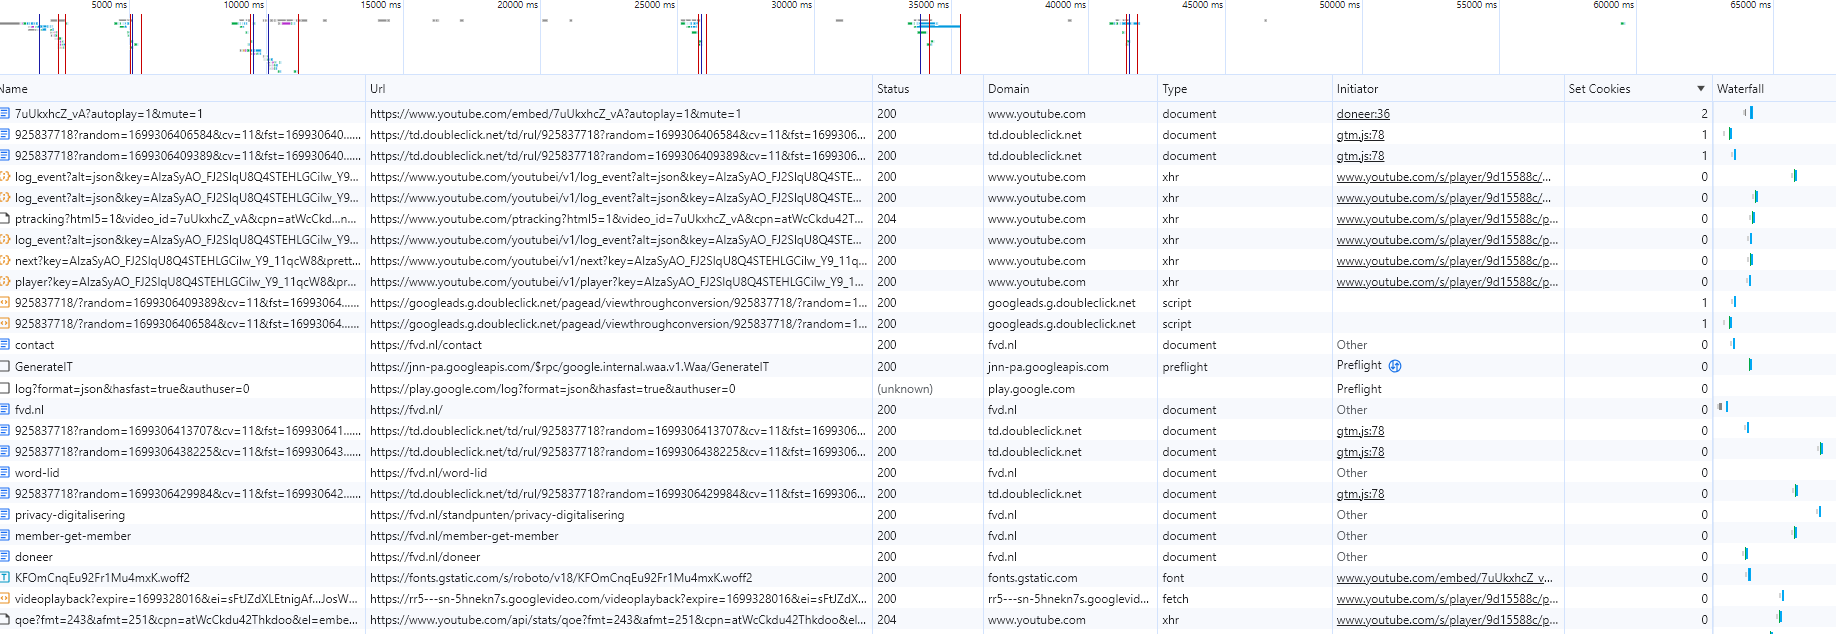 5000 ms 10000 ms 15000 ms 20000 ms 25000 ms 30000 ms 35000 ms 40000 ms 45000 ms 50000 ms 55000 ms 60000 ms 65000 ms
Name Url Status Domain Type Initiator Set Cookies Waterfall
7uUkxhcZ_vA?autoplay=1&mute=1 https://www.youtube.com/embed/7uUkxhcZ_vA?autoplay=1&mute=1 200 www.youtube.com document doneer:36 2
925837718?random=1699306406584&cv=11&fst=169930640...... https://td.doubleclick.net/td/rul/925837718?random=1699306406584&cv=11&fst=1699306... 200 td.doubleclick.net document gtm.js:78 1
925837718?random=1699306409389&cv=11&fst=169930640...... https://td.doubleclick.net/td/rul/925837718?random=1699306409389&cv=11&fst=1699306... 200 td.doubleclick.net document gtm.js:78 1
log_event?alt=json&key=AIzaSyAO_FJ2SlqU8Q4STEHLGCilw_Y9... https://www.youtube.com/youtubei/v1/log_event?alt=json&key=AIzaSyAO_FJ2SlqU8Q4STE... 200 www.youtube.com xhr www.youtube.com/s/player/9d15588c/... 0
log_event?alt=json&key=AIzaSyAO_FJ2SlqU8Q4STEHLGCilw_Y9... https://www.youtube.com/youtubei/v1/log_event?alt=json&key=AIzaSyAO_FJ2SlqU8Q4STE... 200 www.youtube.com xhr www.youtube.com/s/player/9d15588c/... 0
ptracking?html5=1&video_id=7uUkxhcZ_vA&cpn=atWcCkd...n... https://www.youtube.com/ptracking?html5=1&video_id=7uUkxhcZ_vA&cpn=atWcCkdu42T... 204 www.youtube.com xhr www.youtube.com/s/player/9d15588c/p... 0
log_event?alt=json&key=AIzaSyAO_FJ2SlqU8Q4STEHLGCilw_Y9... https://www.youtube.com/youtubei/v1/log_event?alt=json&key=AIzaSyAO_FJ2SlqU8Q4STE... 200 www.youtube.com xhr www.youtube.com/s/player/9d15588c/p... 0
next?key=AIzaSyAO_FJ2SlqU8Q4STEHLGCilw_Y9_11qcW8&prett... https://www.youtube.com/youtubei/v1/next?key=AIzaSyAO_FJ2SlqU8Q4STEHLGCilw_Y9_11q... 200 www.youtube.com xhr www.youtube.com/s/player/9d15588c/p... 0
player?key=AIzaSyAO_FJ2SlqU8Q4STEHLGCilw_Y9_11qcW8&pr... https://www.youtube.com/youtubei/v1/player?key=AIzaSyAO_FJ2SlqU8Q4STEHLGCilw_Y9_1... 200 www.youtube.com xhr www.youtube.com/s/player/9d15588c/p... 0
925837718/?random=1699306409389&cv=11&fst=16993064...... https://googleads.g.doubleclick.net/pagead/viewthroughconversion/925837718/?random=1... 200 googleads.g.doubleclick.net script 1
925837718/?random=1699306406584&cv=11&fst=16993064...... https://googleads.g.doubleclick.net/pagead/viewthroughconversion/925837718/?random=1... 200 googleads.g.doubleclick.net script 1
contact https://fvd.nl/contact 200 fvd.nl document Other 0
GenerateIT https://jnn-pa.googleapis.com/$rpc/google.internal.waa.v1.Waa/GenerateIT 200 jnn-pa.googleapis.com preflight Preflight 0
log?format=json&hasfast=true&authuser=0 https://play.google.com/log?format=json&hasfast=true&authuser=0 (unknown) play.google.com Preflight 0
fvd.nl https://fvd.nl/ 200 fvd.nl document Other 0
925837718?random=1699306413707&cv=11&fst=169930641...... https://td.doubleclick.net/td/rul/925837718?random=1699306413707&cv=11&fst=1699306... 200 td.doubleclick.net document gtm.js:78 0
925837718?random=1699306438225&cv=11&fst=169930643...... https://td.doubleclick.net/td/rul/925837718?random=1699306438225&cv=11&fst=1699306... 200 td.doubleclick.net document gtm.js:78 0
word-lid https://fvd.nl/word-lid 200 fvd.nl document Other 0
925837718?random=1699306429984&cv=11&fst=169930642...... https://td.doubleclick.net/td/rul/925837718?random=1699306429984&cv=11&fst=1699306... 200 td.doubleclick.net document gtm.js:78 0
privacy-digitalisering https://fvd.nl/standpunten/privacy-digitalisering 200 fvd.nl document Other 0
member-get-member https://fvd.nl/member-get-member 200 fvd.nl document Other 0
doneer https://fvd.nl/doneer 200 fvd.nl document Other 0
KFOmCnqEu92Fr1Mu4mxK.woff2 https://fonts.gstatic.com/s/roboto/v18/KFOmCnqEu92Fr1Mu4mxK.woff2 200 fonts.gstatic.com font www.youtube.com/embed/7uUkxhcZ_v... 0
videoplayback?expire=1699328016&ei=sFtJZdXLEtnigAf...JosW... https://rr5---sn-5hnekn7s.googlevideo.com/videoplayback?expire=1699328016&ei=sFtJZdX... 200 rr5---sn-5hnekn7s.googlevid... fetch www.youtube.com/s/player/9d15588c/p... 0
qoe?fmt=243&afmt=251&cpn=atWcCkdu42Thkdoo&el=embe... https://www.youtube.com/api/stats/qoe?fmt=243&afmt=251&cpn=atWcCkdu42Thkdoo&el... 204 www.youtube.com xhr www.youtube.com/s/player/9d15588c/p... 0